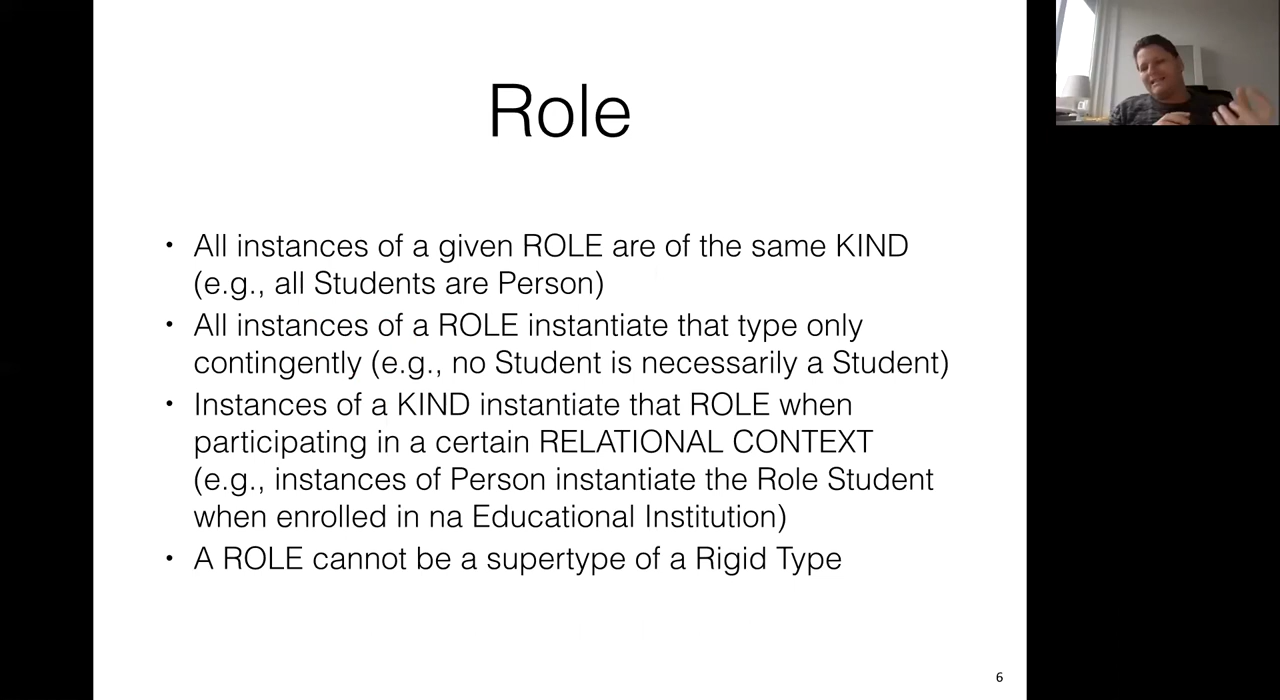 Role
• All instances of a given ROLE are of the same KIND
(e.g., all Students are Person)
• All instances of a ROLE instantiate that type only
contingently (e.g., no Student is necessarily a Student)
• Instances of a KIND instantiate that ROLE when
participating in a certain RELATIONAL CONTEXT
(e.g., instances of Person instantiate the Role Student
when enrolled in na Educational Institution)
• A ROLE cannot be a supertype of a Rigid Type
6